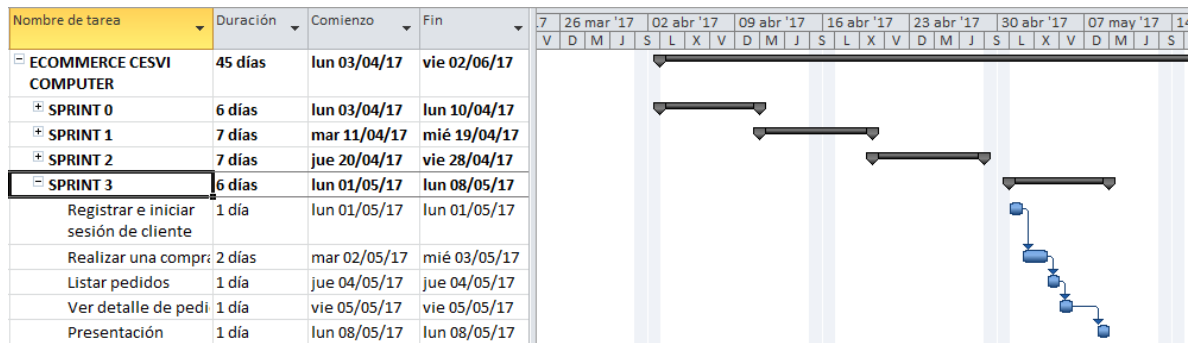 Nombre de tarea Duración Comienzo Fin
.7 26 mar '17 02 abr '17 09 abr '17 16 abr '17 23 abr '17 30 abr '17 07 may '17 14
V D M J S L X V D M J S L X V D M J S L X V D M J S
ECOMMERCE CESVI 45 días lun 03/04/17 vie 02/06/17
COMPUTER
SPRINT 0 6 días lun 03/04/17 lun 10/04/17
SPRINT 1 7 días mar 11/04/17 mié 19/04/17
SPRINT 2 7 días jue 20/04/17 vie 28/04/17
SPRINT 3 6 días lun 01/05/17 lun 08/05/17
Registrar e iniciar 1 día lun 01/05/17 lun 01/05/17
sesión de cliente
Realizar una compra 2 días mar 02/05/17 mié 03/05/17
Listar pedidos 1 día jue 04/05/17 jue 04/05/17
Ver detalle de pedi 1 día vie 05/05/17 vie 05/05/17
Presentación 1 día lun 08/05/17 lun 08/05/17